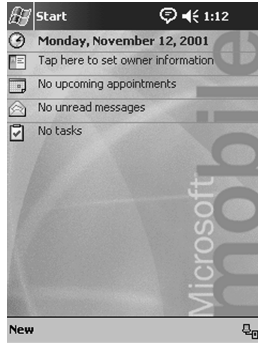 Start 1:12
Monday, November 12, 2001
Tap here to set owner information
No upcoming appointments
No unread messages
No tasks
Microsoft
mobile
New